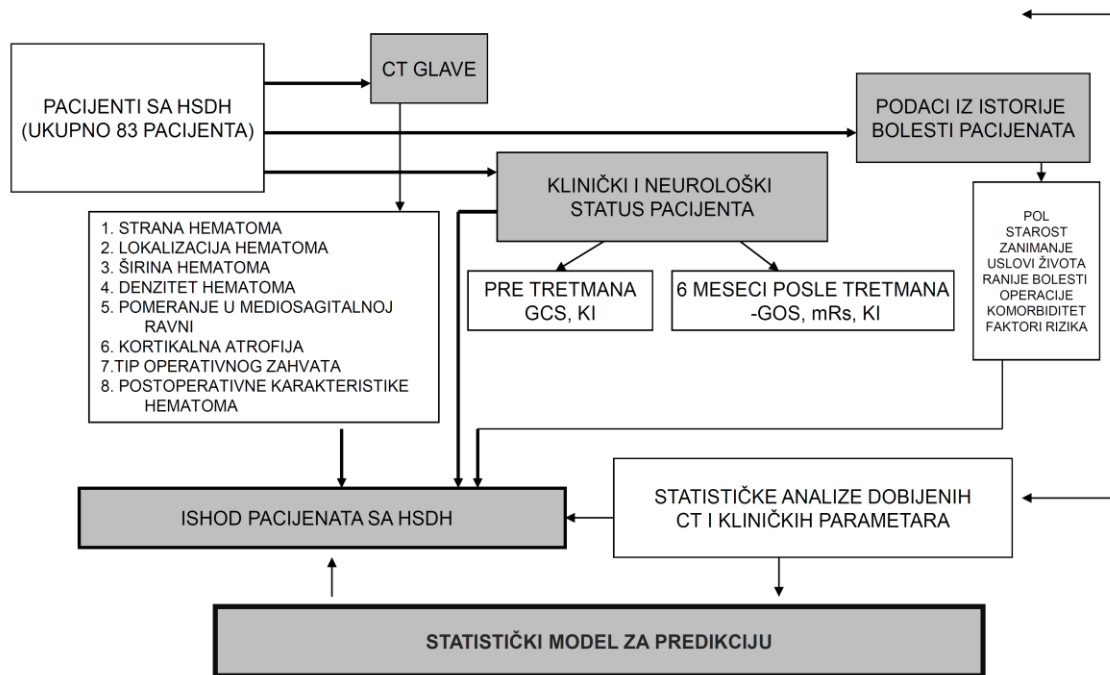 CT GLAVE
PACIJENTI SA HSDH
(UKUPNO 83 PACIJENTA)
PODACI IZ ISTORIJE
BOLESTI PACIJENATA
KLINIČKI I NEUROLOŠKI
STATUS PACIJENTA
1. STRANA HEMATOMA
2. LOKALIZACIJA HEMATOMA
3. ŠIRINA HEMATOMA
4. DENZITET HEMATOMA
5. POMERANJE U MEDIOSAGITALNOJ
RAVNI
6. KORTIKALNA ATROFIJA
7.TIP OPERATIVNOG ZAHVATA
8. POSTOPERATIVNE KARAKTERISTIKE
HEMATOMA
PRE TRETMANA
GCS, KI
6 MESECI POSLE TRETMANA
-GOS, mRs, KI
POL
STAROST
ZANIMANJE
USLOVI ŽIVOTA
RANIJE BOLESTI
OPERACIJE
KOMORBIDITET
FAKTORI RIZIKA
ISHOD PACIJENATA SA HSDH
STATISTIČKE ANALIZE DOBIJENIH
CT I KLINIČKIH PARAMETARA
STATISTIČKI MODEL ZA PREDIKCIJU